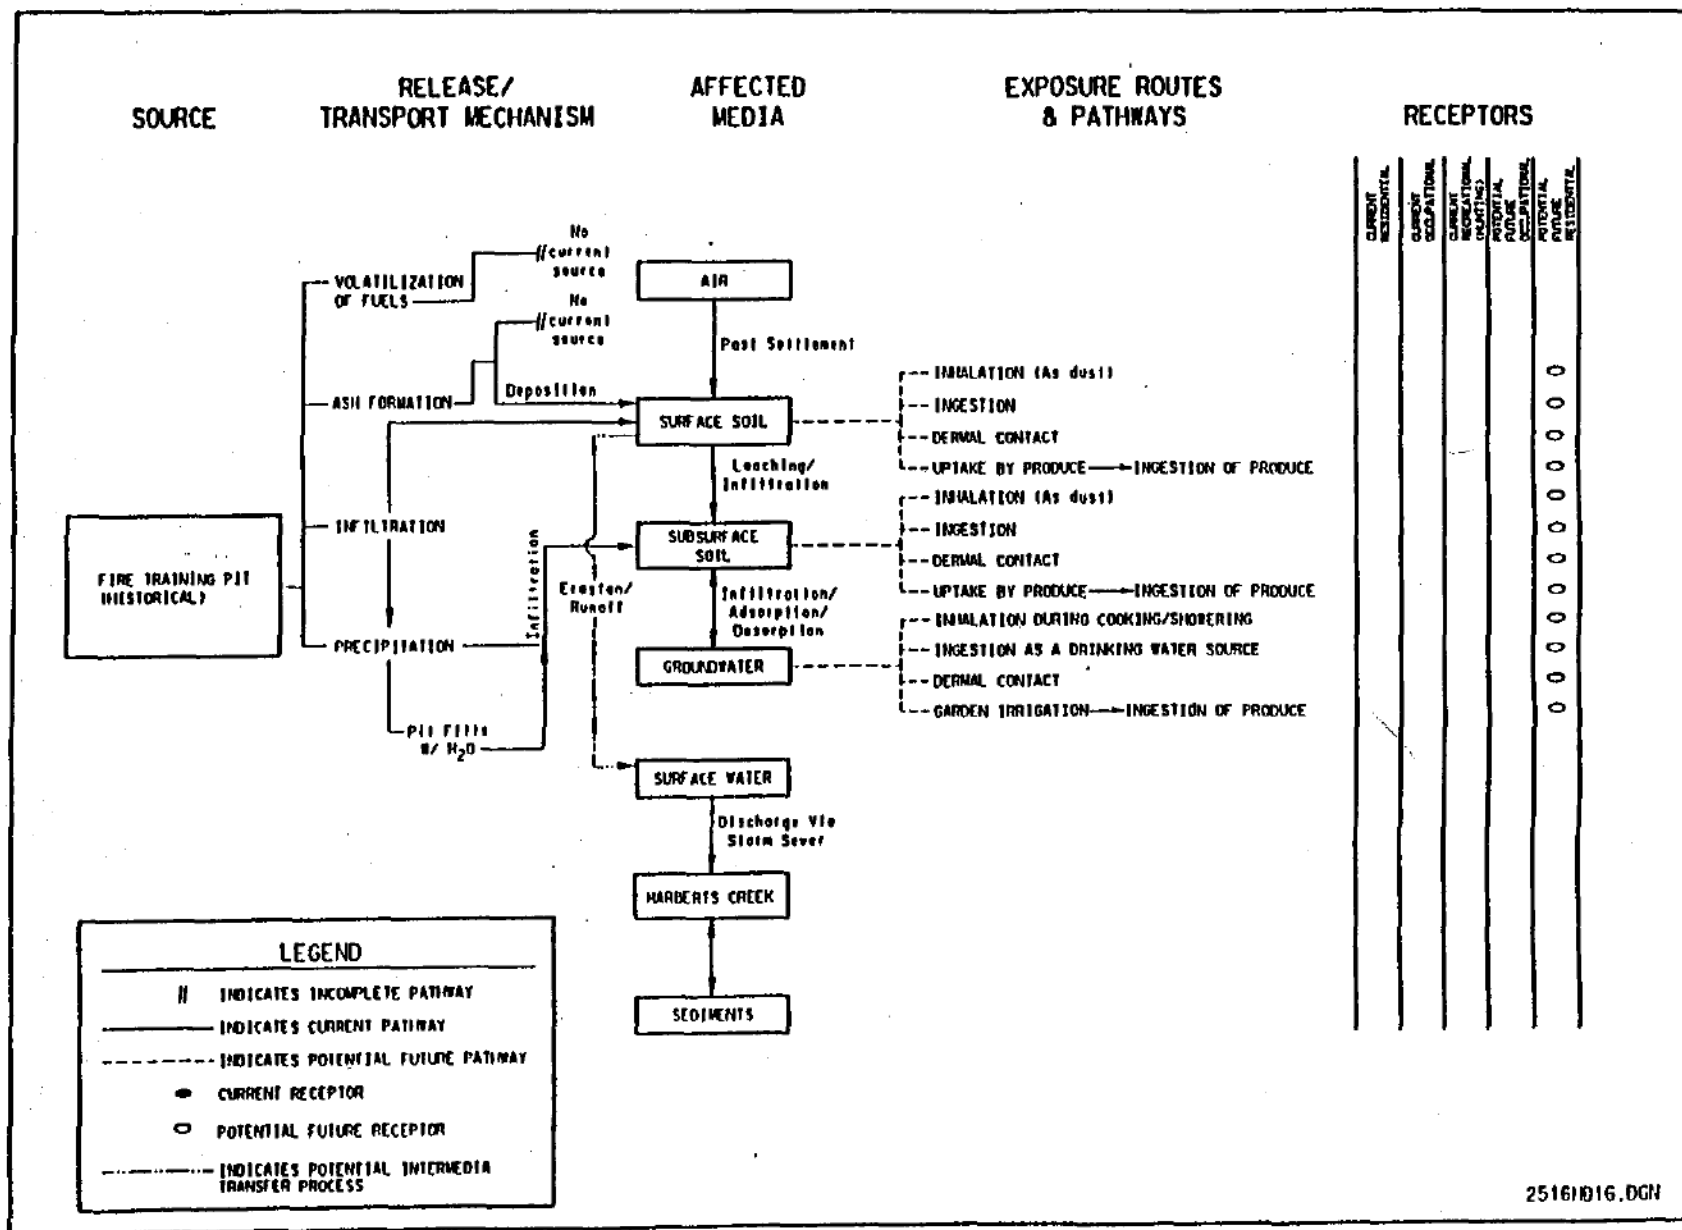 SOURCE
RELEASE/
TRANSPORT MECHANISM
AFFECTED
MEDIA
EXPOSURE ROUTES
& PATHWAYS
RECEPTORS
CURRENT
RESIDENTIAL
CURRENT
OCCUPATIONAL
CURRENT
RECREATIONAL
(HUNTING)
POTENTIAL
FUTURE
OCCUPATIONAL
POTENTIAL
FUTURE
RESIDENTIAL
No
current
source
VOLATILIZATION
OF FUELS
No
current
source
AIR
Past Settlement
ASH FORMATION
Deposition
SURFACE SOIL
INHALATION (As dust)
INGESTION
DERMAL CONTACT
UPTAKE BY PRODUCE
INGESTION OF PRODUCE
Leaching/
Infiltration
INFILTRATION
SUBSURFACE
SOIL
INHALATION (As dust)
INGESTION
DERMAL CONTACT
UPTAKE BY PRODUCE
INGESTION OF PRODUCE
FIRE TRAINING PIT
(HISTORICAL)
Infiltration
Erosion/
Runoff
Infiltration/
Adsorption/
Desorption
PRECIPITATION
GROUNDWATER
INHALATION DURING COOKING/SHOWERING
INGESTION AS A DRINKING WATER SOURCE
DERMAL CONTACT
GARDEN IRRIGATION
INGESTION OF PRODUCE
Pit Fills
W/ H2O
SURFACE WATER
Discharge Via
Storm Sewer
HARBERTS CREEK
SEDIMENTS
LEGEND
// INDICATES INCOMPLETE PATHWAY
INDICATES CURRENT PATHWAY
INDICATES POTENTIAL FUTURE PATHWAY
CURRENT RECEPTOR
POTENTIAL FUTURE RECEPTOR
INDICATES POTENTIAL INTERMEDIA
TRANSFER PROCESS